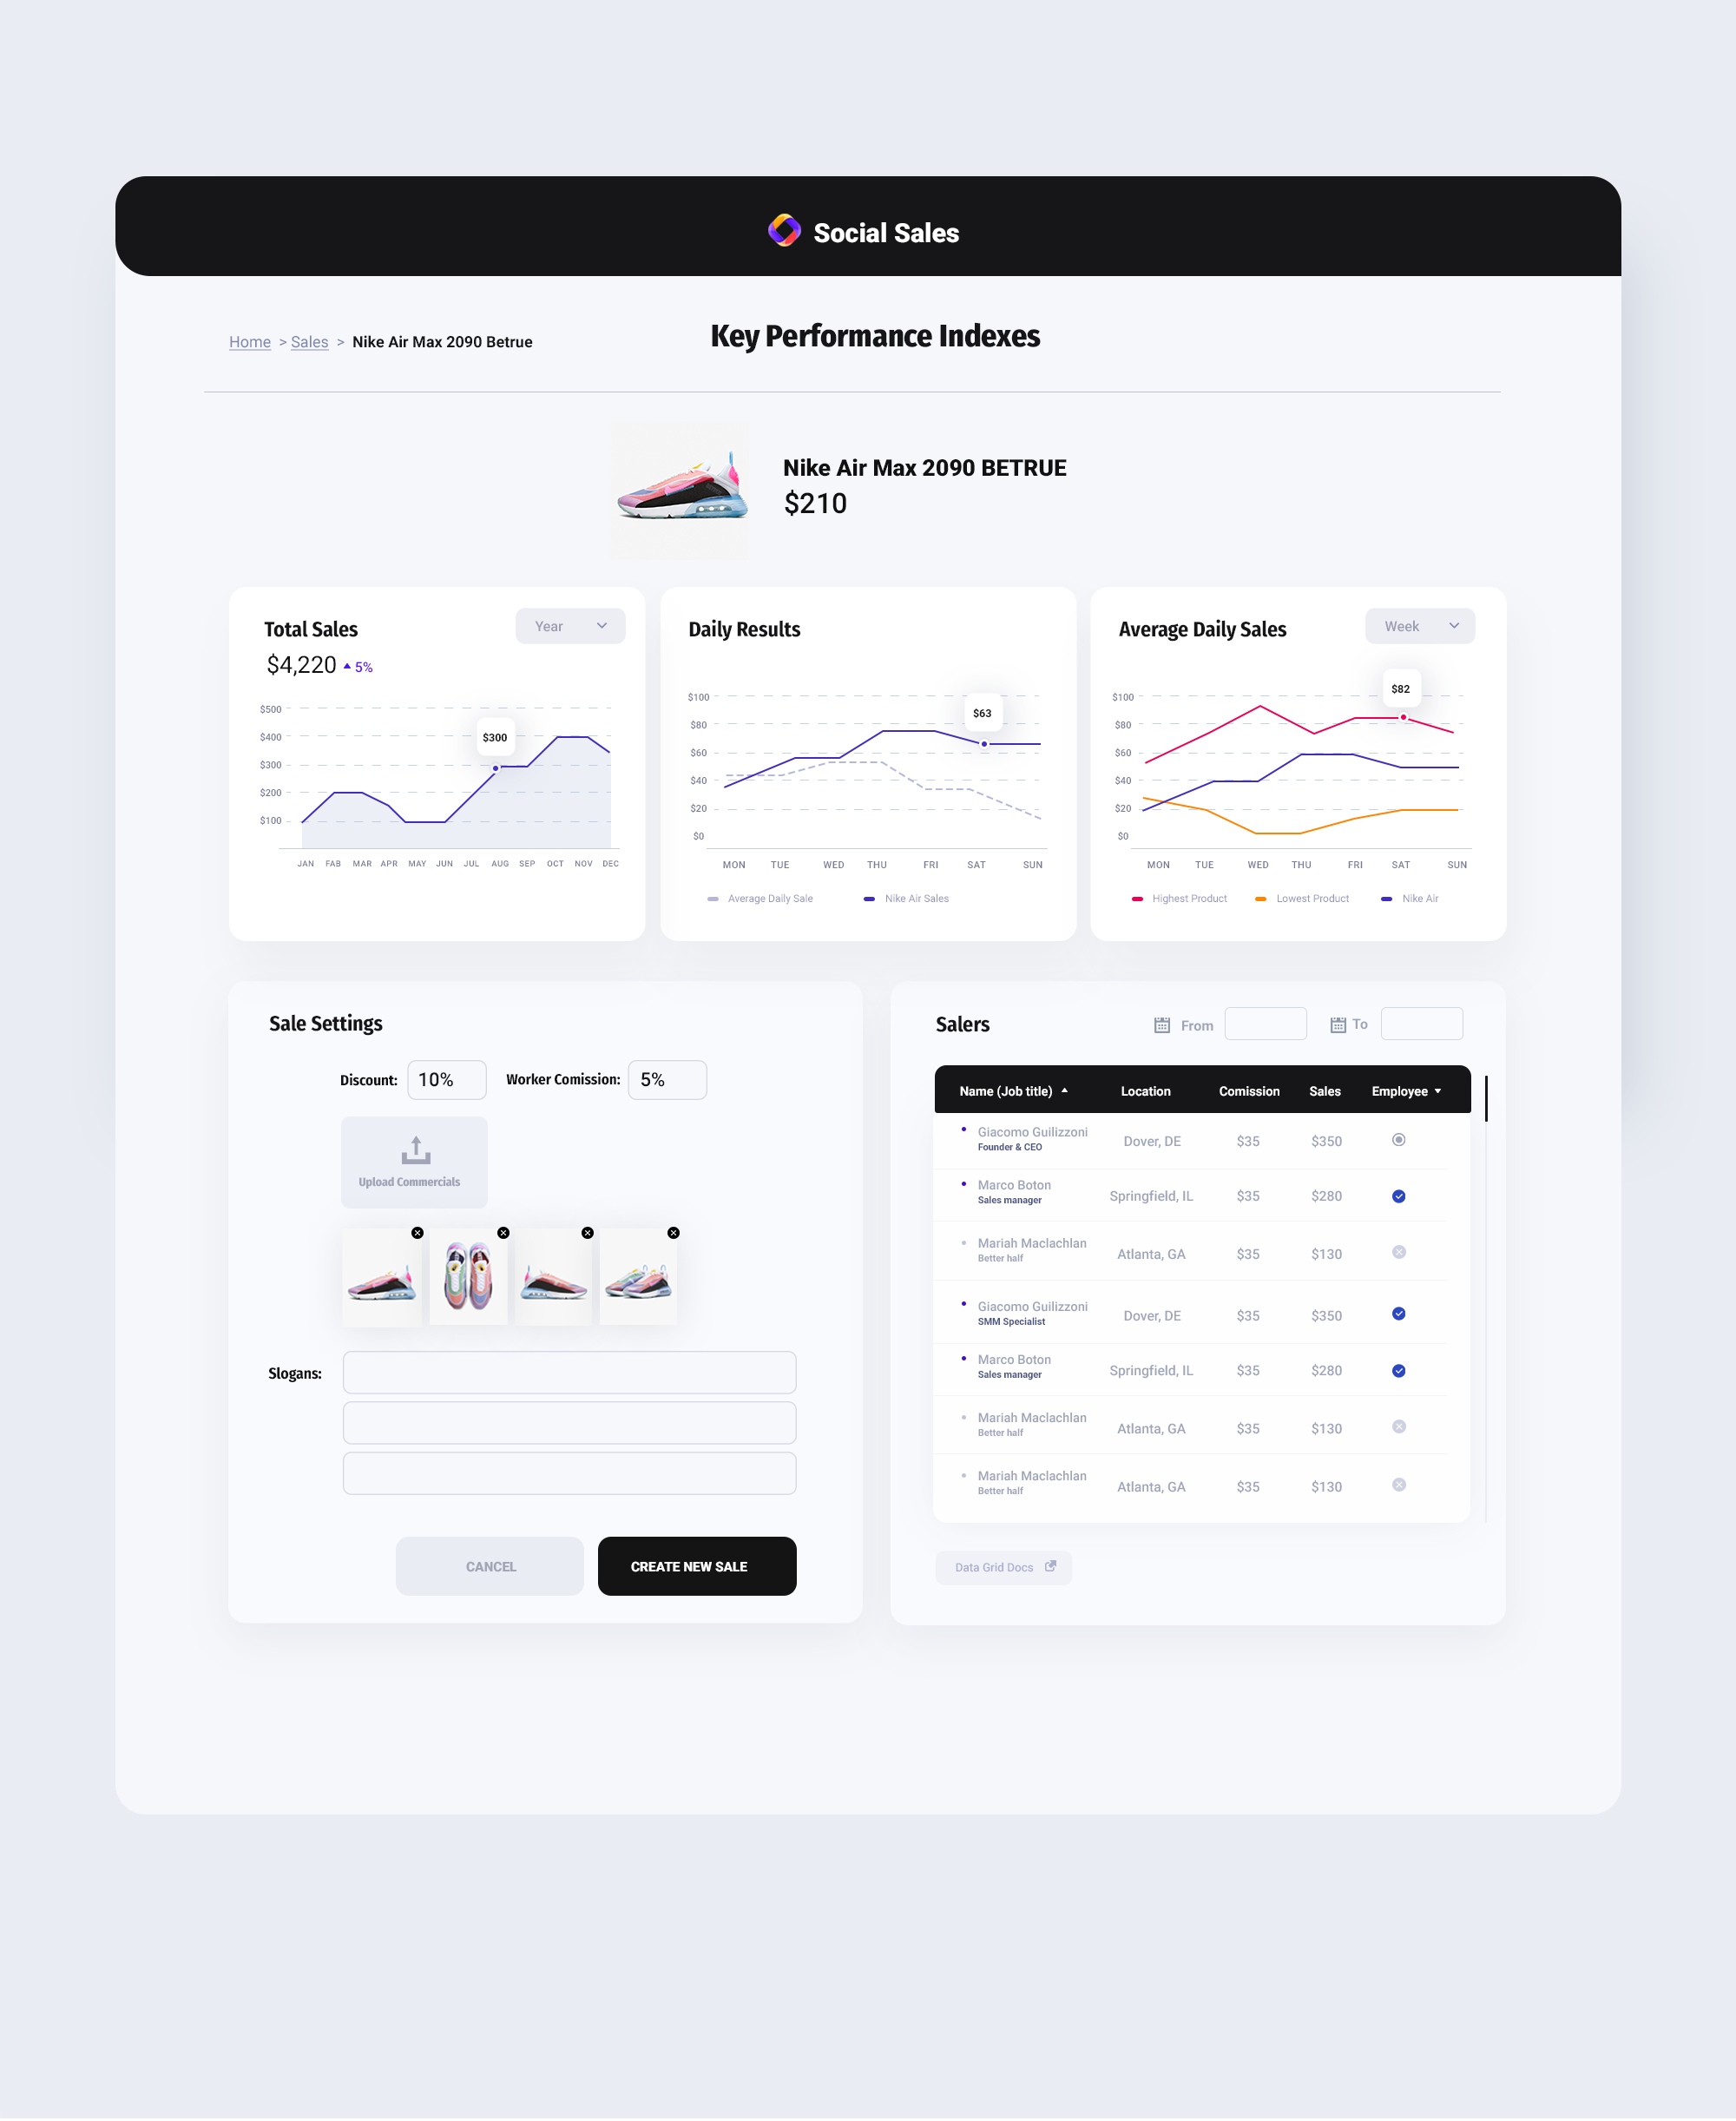 Social Sales
Home > Sales > Nike Air Max 2090 Betrue
Key Performance Indexes
Nike Air Max 2090 BETRUE
$210
Total Sales
Year
$4,220 5%
$500
$400
$300
$200
$100
$300
JAN FAB MAR APR MAY JUN JUL AUG SEP OCT NOV DEC
Daily Results
$100
$80
$60
$40
$20
$0
$63
MON TUE WED THU FRI SAT SUN
Average Daily Sale Nike Air Sales
Average Daily Sales
Week
$100
$80
$60
$40
$20
$0
$82
MON TUE WED THU FRI SAT SUN
Highest Product Lowest Product Nike Air
Sale Settings
Discount: 10% Worker Comission: 5%
Upload Commercials
Slogans:
CANCEL CREATE NEW SALE
Salers
From To
Name (Job title) Location Comission Sales Employee
Giacomo Guilizzoni
Founder & CEO
Dover, DE $35 $350
Marco Boton
Sales manager
Springfield, IL $35 $280
Mariah Maclachlan
Better half
Atlanta, GA $35 $130
Giacomo Guilizzoni
SMM Specialist
Dover, DE $35 $350
Marco Boton
Sales manager
Springfield, IL $35 $280
Mariah Maclachlan
Better half
Atlanta, GA $35 $130
Mariah Maclachlan
Better half
Atlanta, GA $35 $130
Data Grid Docs